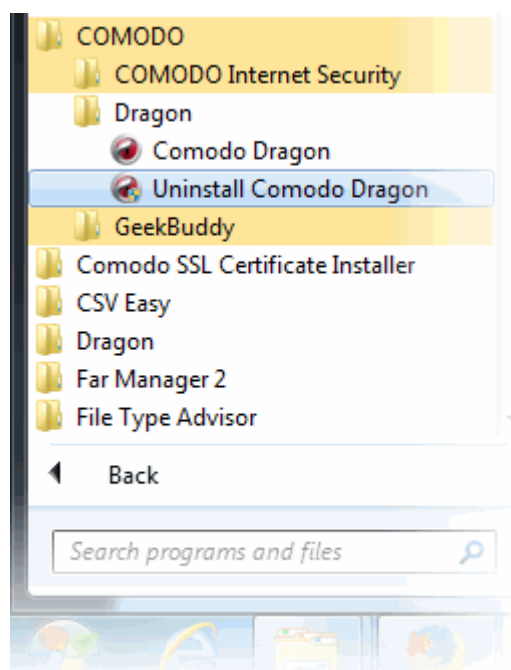 COMODO
COMODO Internet Security
Dragon
Comodo Dragon
Uninstall Comodo Dragon
GeekBuddy
Comodo SSL Certificate Installer
CSV Easy
Dragon
Far Manager 2
File Type Advisor
Back
Search programs and files